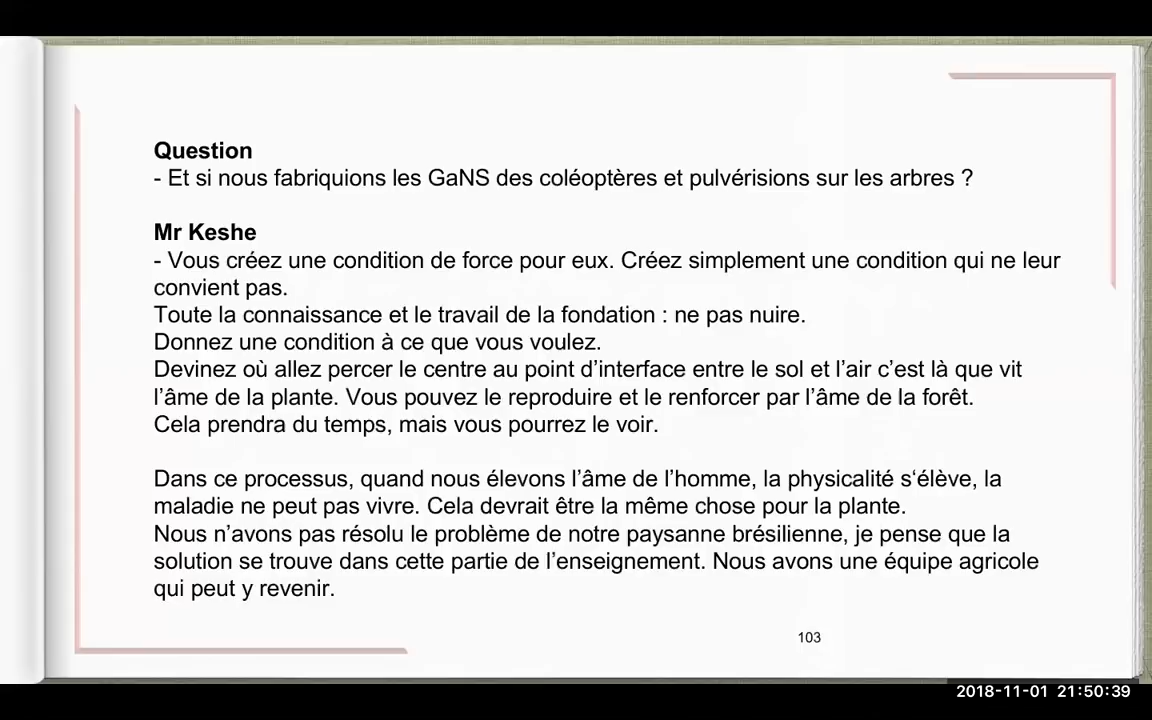 Question
- Et si nous fabriquions les GaNS des coléoptères et pulvérisions sur les arbres ?
Mr Keshe
- Vous créez une condition de force pour eux. Créez simplement une condition qui ne leur
convient pas.
Toute la connaissance et le travail de la fondation : ne pas nuire.
Donnez une condition à ce que vous voulez.
Devinez où allez percer le centre au point d’interface entre le sol et l’air c’est là que vit
l’âme de la plante. Vous pouvez le reproduire et le renforcer par l’âme de la forêt.
Cela prendra du temps, mais vous pourrez le voir.
Dans ce processus, quand nous élevons l’âme de l’homme, la physicalité s‘élève, la
maladie ne peut pas vivre. Cela devrait être la même chose pour la plante.
Nous n’avons pas résolu le problème de notre paysanne brésilienne, je pense que la
solution se trouve dans cette partie de l’enseignement. Nous avons une équipe agricole
qui peut y revenir.
103
2018-11-01 21:50:39